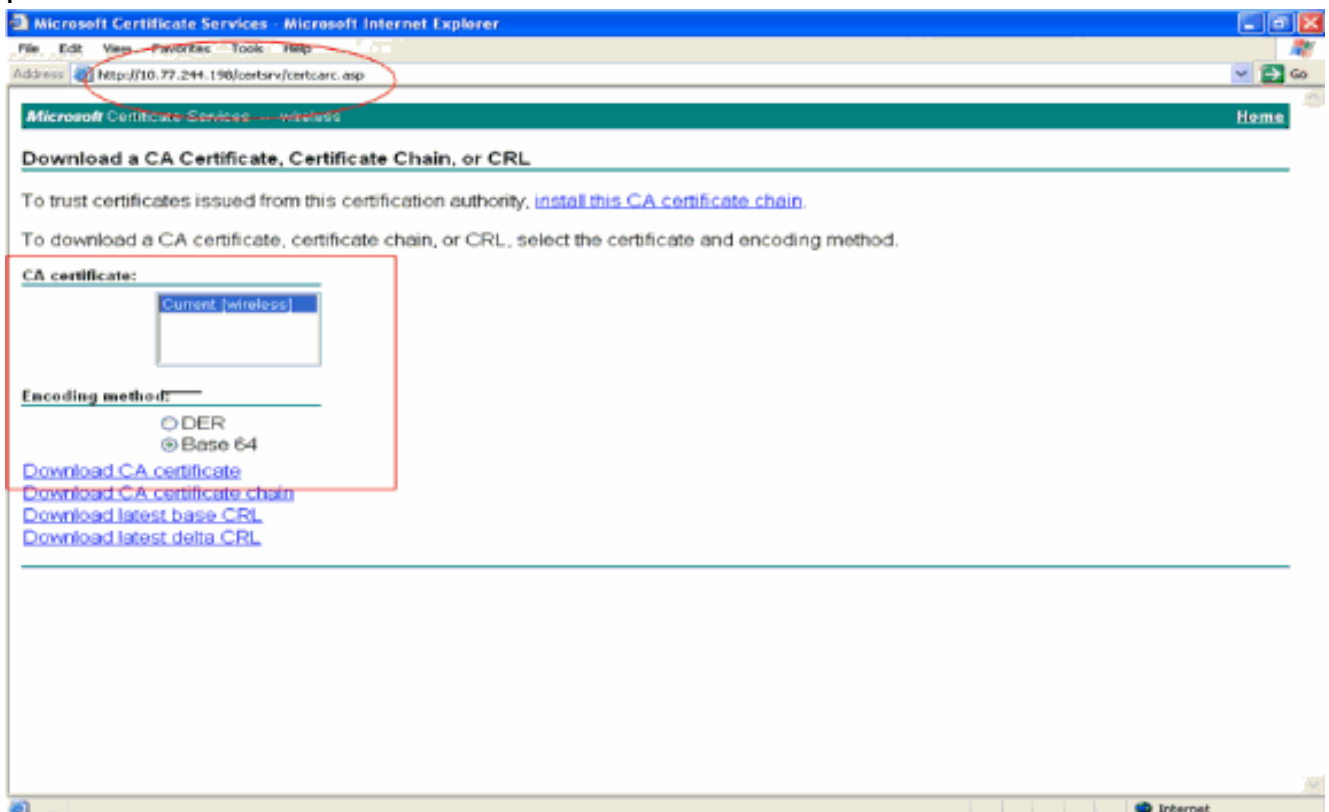 Microsoft Certificate Services - Microsoft Internet Explorer
File Edit View Favorites Tools Help
Address http://10.77.244.198/certsrv/certcarc.asp Go
Microsoft Certificate Services -- wireless Home
Download a CA Certificate, Certificate Chain, or CRL
To trust certificates issued from this certification authority, install this CA certificate chain.
To download a CA certificate, certificate chain, or CRL, select the certificate and encoding method.
CA certificate:
Current [wireless]
Encoding method:
DER
Base 64
Download CA certificate
Download CA certificate chain
Download latest base CRL
Download latest delta CRL
Internet